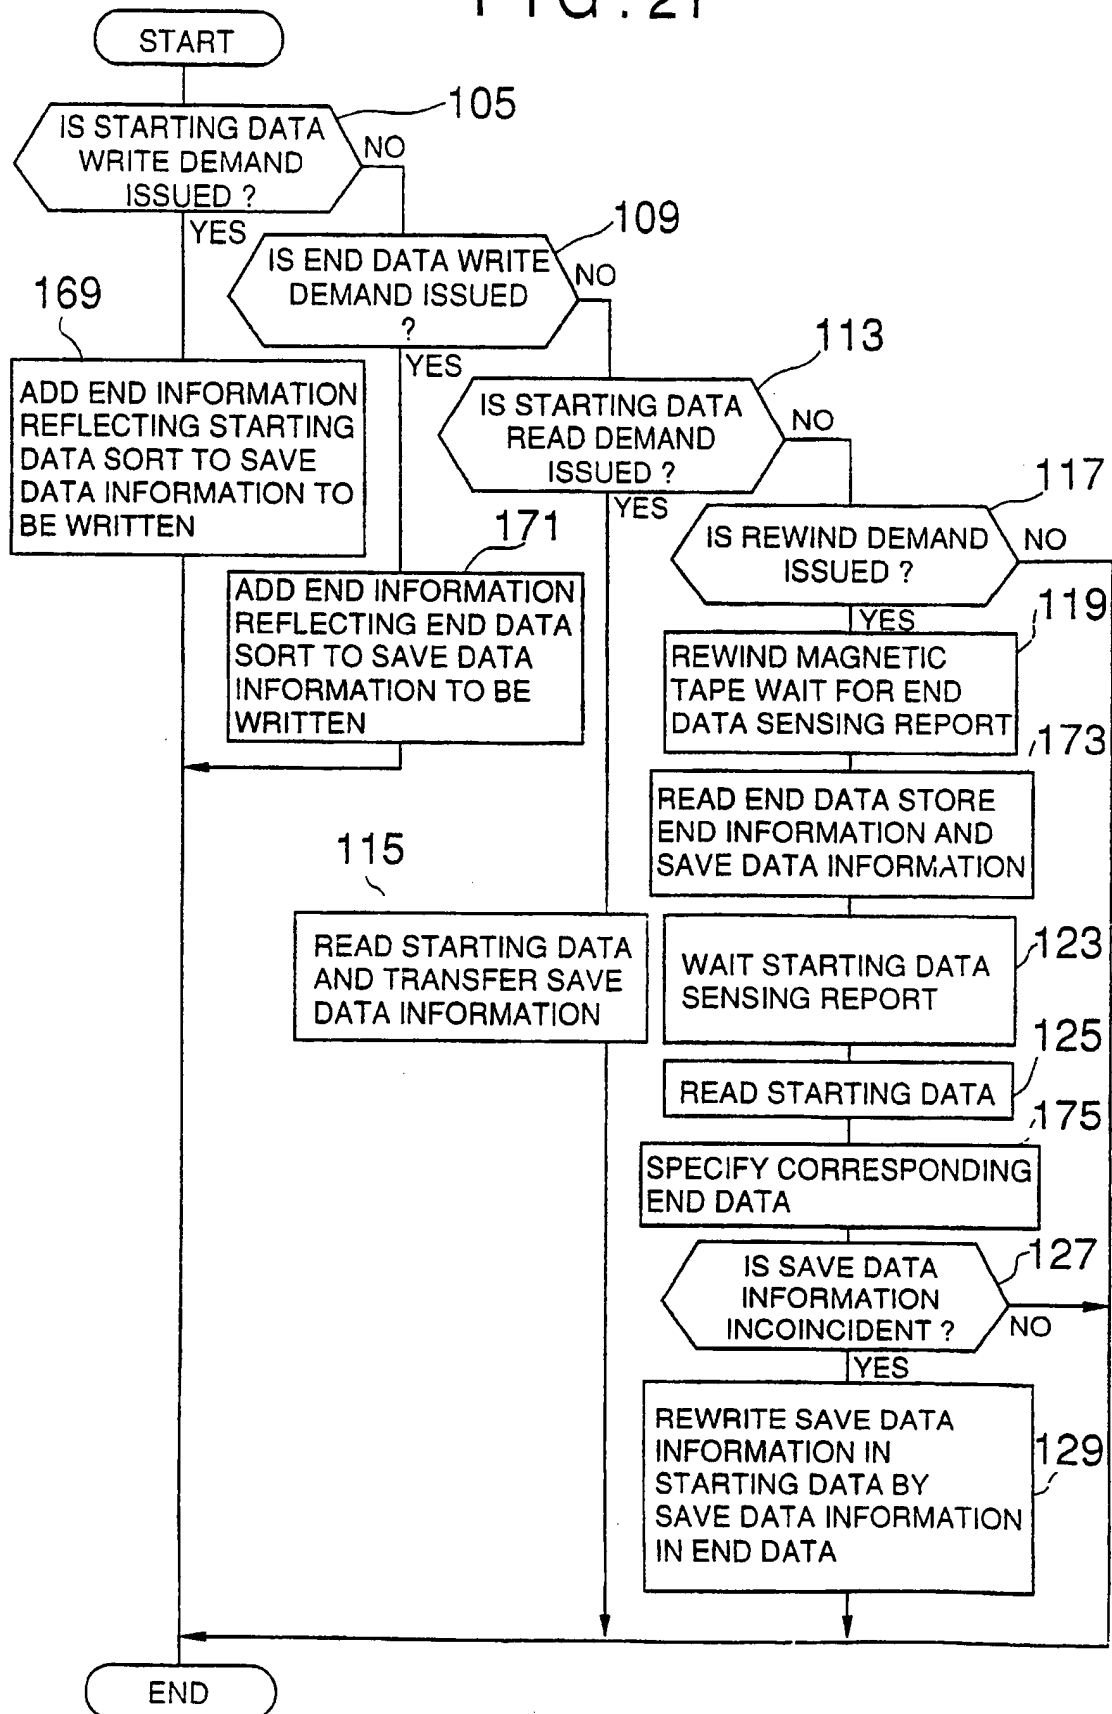 FIG. 21
START
105
IS STARTING DATA
WRITE DEMAND
ISSUED ?
NO
YES
109
IS END DATA WRITE
DEMAND ISSUED
?
NO
YES
169
ADD END INFORMATION
REFLECTING STARTING
DATA SORT TO SAVE
DATA INFORMATION TO
BE WRITTEN
113
IS STARTING DATA
READ DEMAND
ISSUED ?
NO
YES
171
ADD END INFORMATION
REFLECTING END DATA
SORT TO SAVE DATA
INFORMATION TO BE
WRITTEN
117
IS REWIND DEMAND
ISSUED ?
NO
YES
119
REWIND MAGNETIC
TAPE WAIT FOR END
DATA SENSING REPORT
173
READ END DATA STORE
END INFORMATION AND
SAVE DATA INFORMATION
115
READ STARTING DATA
AND TRANSFER SAVE
DATA INFORMATION
123
WAIT STARTING DATA
SENSING REPORT
125
READ STARTING DATA
175
SPECIFY CORRESPONDING
END DATA
127
IS SAVE DATA
INFORMATION
INCOINCIDENT ?
NO
YES
129
REWRITE SAVE DATA
INFORMATION IN
STARTING DATA BY
SAVE DATA INFORMATION
IN END DATA
END